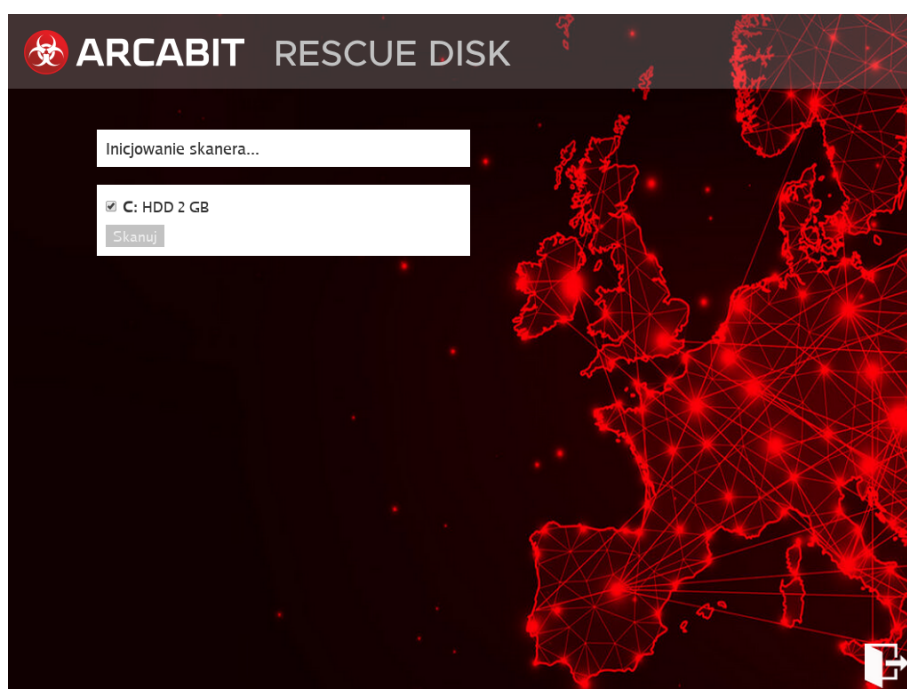 ARCABIT RESCUE DISK
Inicjowanie skanera...
C: HDD 2 GB
Skanuj